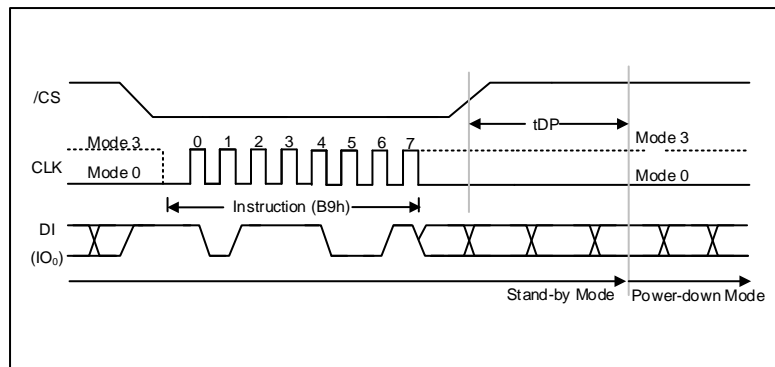 /CS
tDP
Mode 3 0 1 2 3 4 5 6 7 Mode 3
CLK
Mode 0 Mode 0
Instruction (B9h)
DI
(IO₀)
Stand-by Mode Power-down Mode